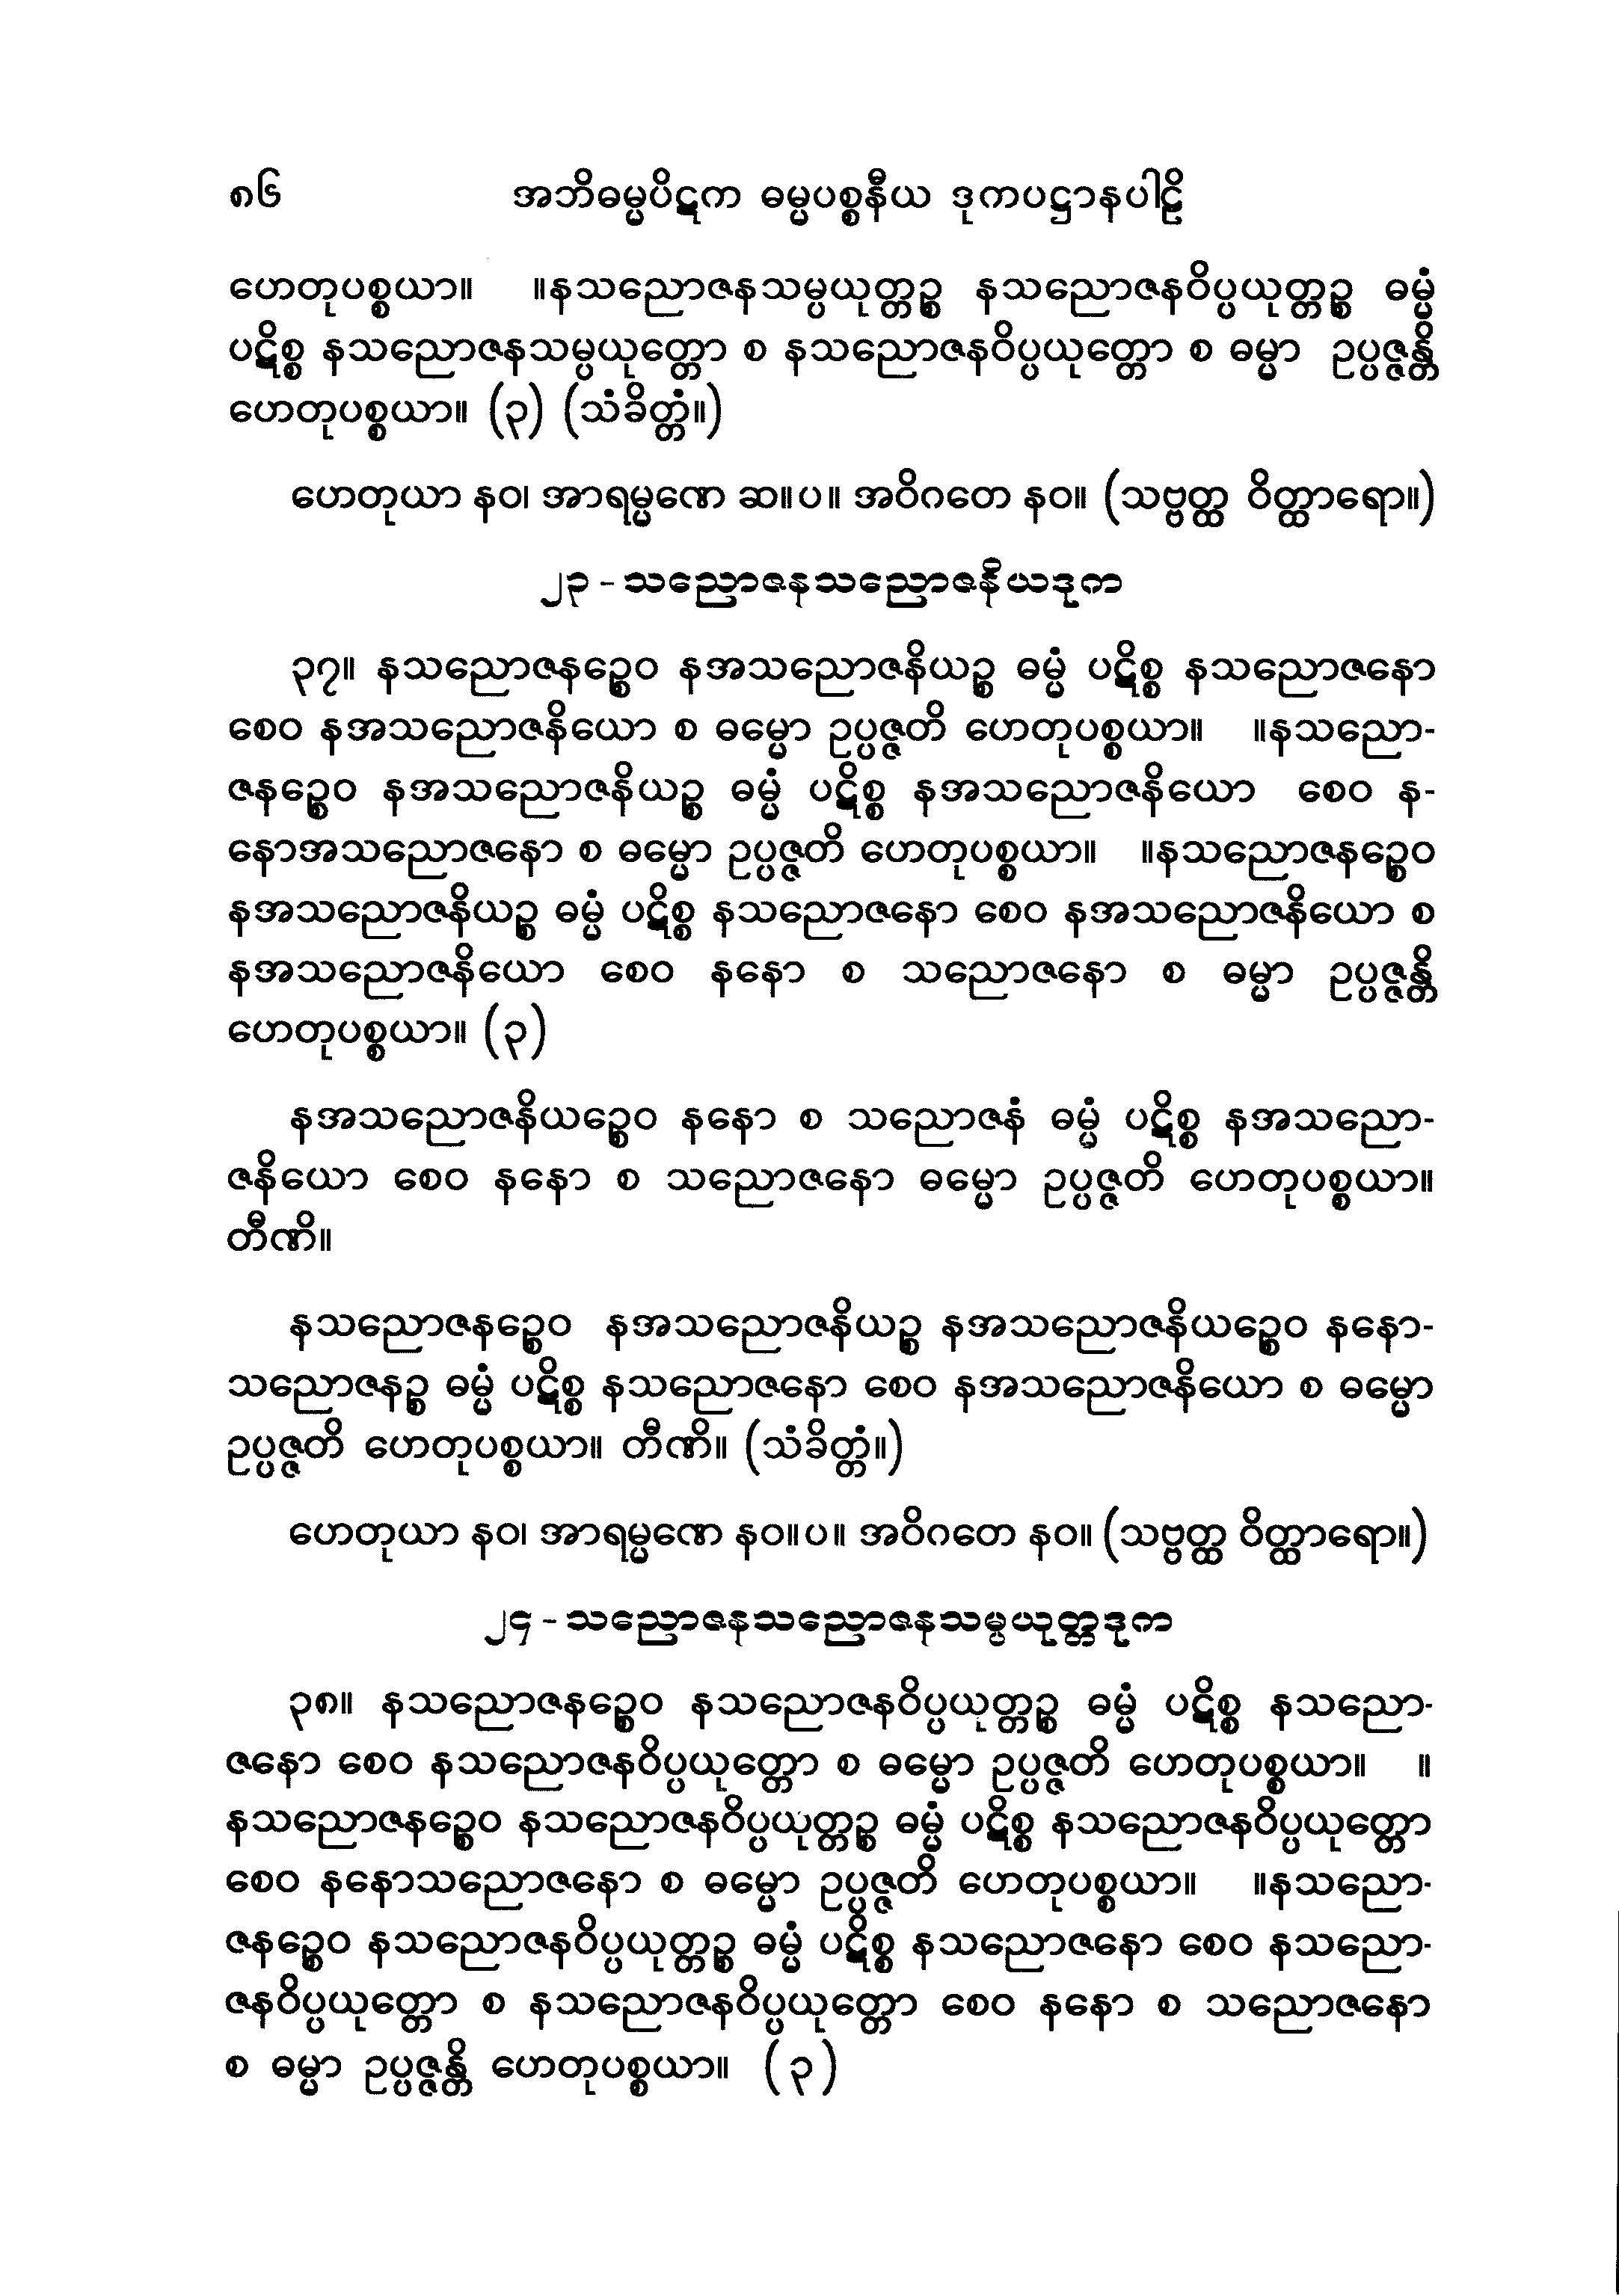 ၈၆ အဘိဓမ္မပိဋက ဓမ္မပစ္စနီယ ဒုကပဋ္ဌာနပါဠိ
ဟေတုပစ္စယာ။ ။နသညောဇနသမ္ပယုတ္တဉ္စ နသညောဇနဝိပ္ပယုတ္တဉ္စ ဓမ္မံ
ပဋိစ္စ နသညောဇနသမ္ပယုတ္တော စ နသညောဇနဝိပ္ပယုတ္တော စ ဓမ္မာ ဥပ္ပဇ္ဇန္တိ
ဟေတုပစ္စယာ။ (၃) (သံခိတ္တံ။)
ဟေတုယာ နဝ၊ အာရမ္မဏေ ဆ။ပ။ အဝိဂတေ နဝ။ (သဗ္ဗတ္ထ ဝိတ္ထာရော။)
၂၃ - သညောဇနသညောဇနိယဒုက
၃၇။ နသညောဇနဉ္စေဝ နအသညောဇနိယဉ္စ ဓမ္မံ ပဋိစ္စ နသညောဇနော
စေဝ နအသညောဇနိယော စ ဓမ္မော ဥပ္ပဇ္ဇတိ ဟေတုပစ္စယာ။ ။နသညော-
ဇနဉ္စေဝ နအသညောဇနိယဉ္စ ဓမ္မံ ပဋိစ္စ နအသညောဇနိယော စေဝ န-
နောအသညောဇနော စ ဓမ္မော ဥပ္ပဇ္ဇတိ ဟေတုပစ္စယာ။ ။နသညောဇနဉ္စေဝ
နအသညောဇနိယဉ္စ ဓမ္မံ ပဋိစ္စ နသညောဇနော စေဝ နအသညောဇနိယော စ
နအသညောဇနိယော စေဝ နနော စ သညောဇနော စ ဓမ္မာ ဥပ္ပဇ္ဇန္တိ
ဟေတုပစ္စယာ။ (၃)
နအသညောဇနိယဉ္စေဝ နနော စ သညောဇနံ ဓမ္မံ ပဋိစ္စ နအသညော-
ဇနိယော စေဝ နနော စ သညောဇနော ဓမ္မော ဥပ္ပဇ္ဇတိ ဟေတုပစ္စယာ။
တီဏိ။
နသညောဇနဉ္စေဝ နအသညောဇနိယဉ္စ နအသညောဇနိယဉ္စေဝ နနော-
သညောဇနဉ္စ ဓမ္မံ ပဋိစ္စ နသညောဇနော စေဝ နအသညောဇနိယော စ ဓမ္မော
ဥပ္ပဇ္ဇတိ ဟေတုပစ္စယာ။ တီဏိ။ (သံခိတ္တံ။)
ဟေတုယာ နဝ၊ အာရမ္မဏေ နဝ။ပ။ အဝိဂတေ နဝ။ (သဗ္ဗတ္ထ ဝိတ္ထာရော။)
၂၄ - သညောဇနသညောဇနသမ္ပယုတ္တဒုက
၃၈။ နသညောဇနဉ္စေဝ နသညောဇနဝိပ္ပယုတ္တဉ္စ ဓမ္မံ ပဋိစ္စ နသညော-
ဇနော စေဝ နသညောဇနဝိပ္ပယုတ္တော စ ဓမ္မော ဥပ္ပဇ္ဇတိ ဟေတုပစ္စယာ။ ။
နသညောဇနဉ္စေဝ နသညောဇနဝိပ္ပယုတ္တဉ္စ ဓမ္မံ ပဋိစ္စ နသညောဇနဝိပ္ပယုတ္တော
စေဝ နနောသညောဇနော စ ဓမ္မော ဥပ္ပဇ္ဇတိ ဟေတုပစ္စယာ။ ။နသညော-
ဇနဉ္စေဝ နသညောဇနဝိပ္ပယုတ္တဉ္စ ဓမ္မံ ပဋိစ္စ နသညောဇနော စေဝ နသညော-
ဇနဝိပ္ပယုတ္တော စ နသညောဇနဝိပ္ပယုတ္တော စေဝ နနော စ သညောဇနော
စ ဓမ္မာ ဥပ္ပဇ္ဇန္တိ ဟေတုပစ္စယာ။ (၃)